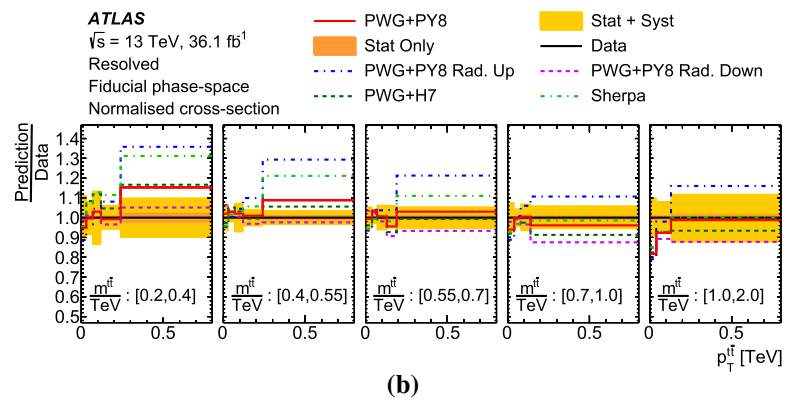 ATLAS
√s = 13 TeV, 36.1 fb⁻¹
Resolved
Fiducial phase-space
Normalised cross-section
PWG+PY8
Stat + Syst
Stat Only
Data
PWG+PY8 Rad. Up
PWG+PY8 Rad. Down
PWG+H7
Sherpa
Prediction
Data
1.4
1.3
1.2
1.1
1.0
0.9
0.8
0.7
0.6
0.5
m^{tt̄}/TeV : [0.2,0.4]
m^{tt̄}/TeV : [0.4,0.55]
m^{tt̄}/TeV : [0.55,0.7]
m^{tt̄}/TeV : [0.7,1.0]
m^{tt̄}/TeV : [1.0,2.0]
0 0.5 0 0.5 0 0.5 0 0.5 0 0.5
p_T^{tt̄} [TeV]
(b)